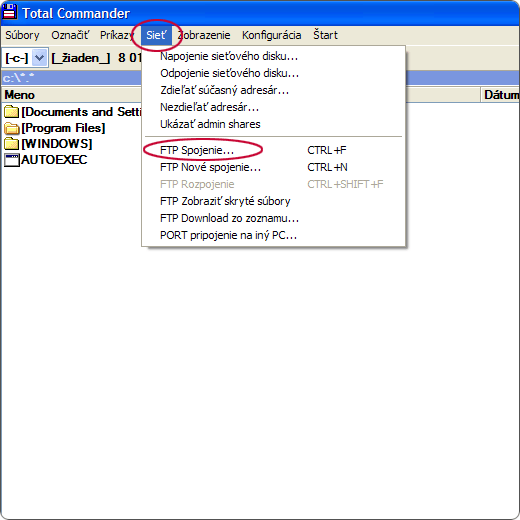 Total Commander
Súbory Označiť Príkazy Sieť Zobrazenie Konfigurácia Štart
[-c-] [_žiaden_] 8 01
c:\*.*
Meno Dátum
[Documents and Setti
[Program Files]
[WINDOWS]
AUTOEXEC
Napojenie sieťového disku...
Odpojenie sieťového disku...
Zdieľať súčasný adresár...
Nezdieľať adresár...
Ukázať admin shares
FTP Spojenie... CTRL+F
FTP Nové spojenie... CTRL+N
FTP Rozpojenie CTRL+SHIFT+F
FTP Zobraziť skryté súbory
FTP Download zo zoznamu...
PORT pripojenie na iný PC...